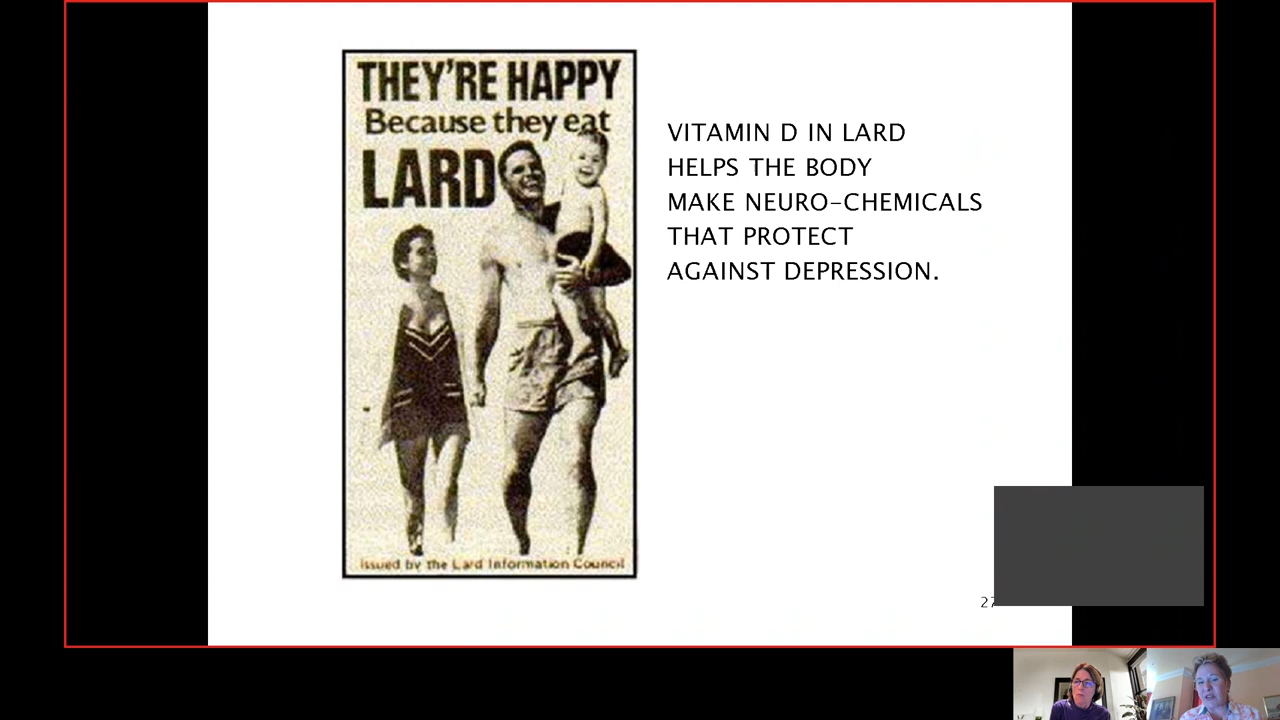 THEY'RE HAPPY
Because they eat
LARD
issued by the Lard Information Council
VITAMIN D IN LARD
HELPS THE BODY
MAKE NEURO-CHEMICALS
THAT PROTECT
AGAINST DEPRESSION.
27